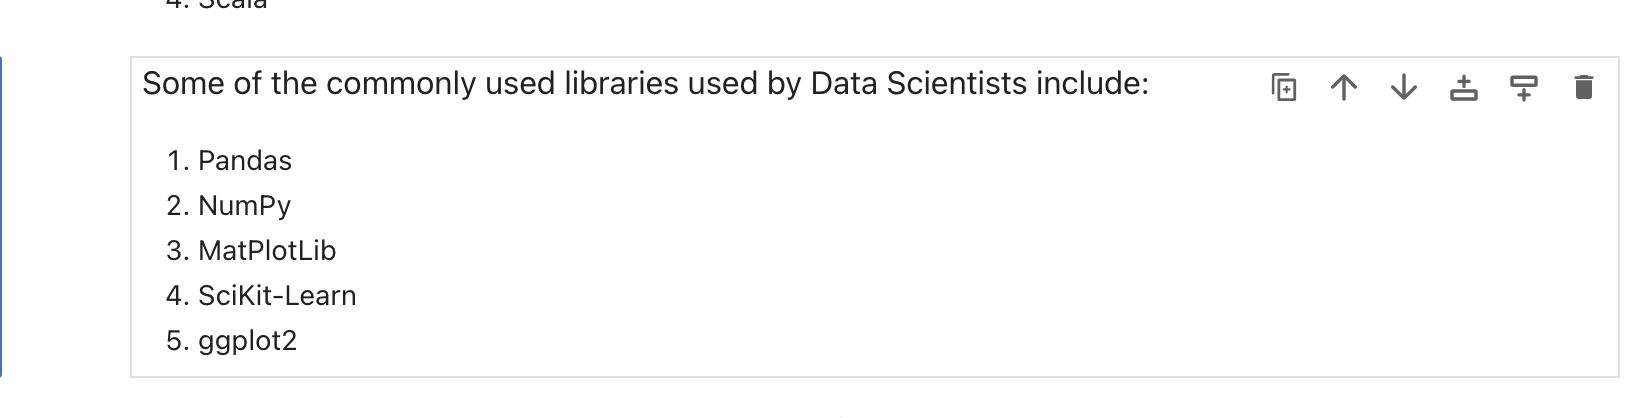 4. Scala
Some of the commonly used libraries used by Data Scientists include:
1. Pandas
2. NumPy
3. MatPlotLib
4. SciKit-Learn
5. ggplot2